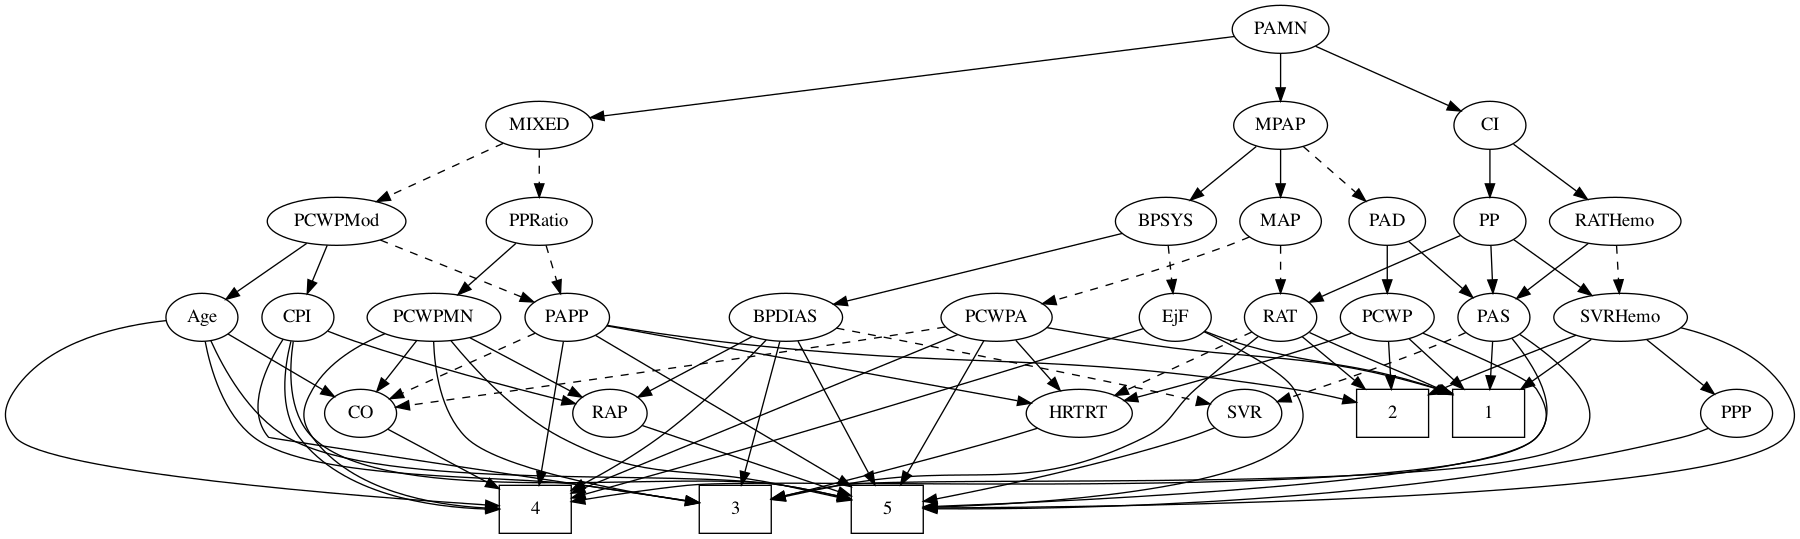 PAMN
MIXED MPAP CI
PCWPMod PPRatio BPSYS MAP PAD PP RATHemo
Age CPI PCWPMN PAPP BPDIAS PCWPA EjF RAT PCWP PAS SVRHemo
CO RAP HRTRT SVR 2 1 PPP
4 3 5